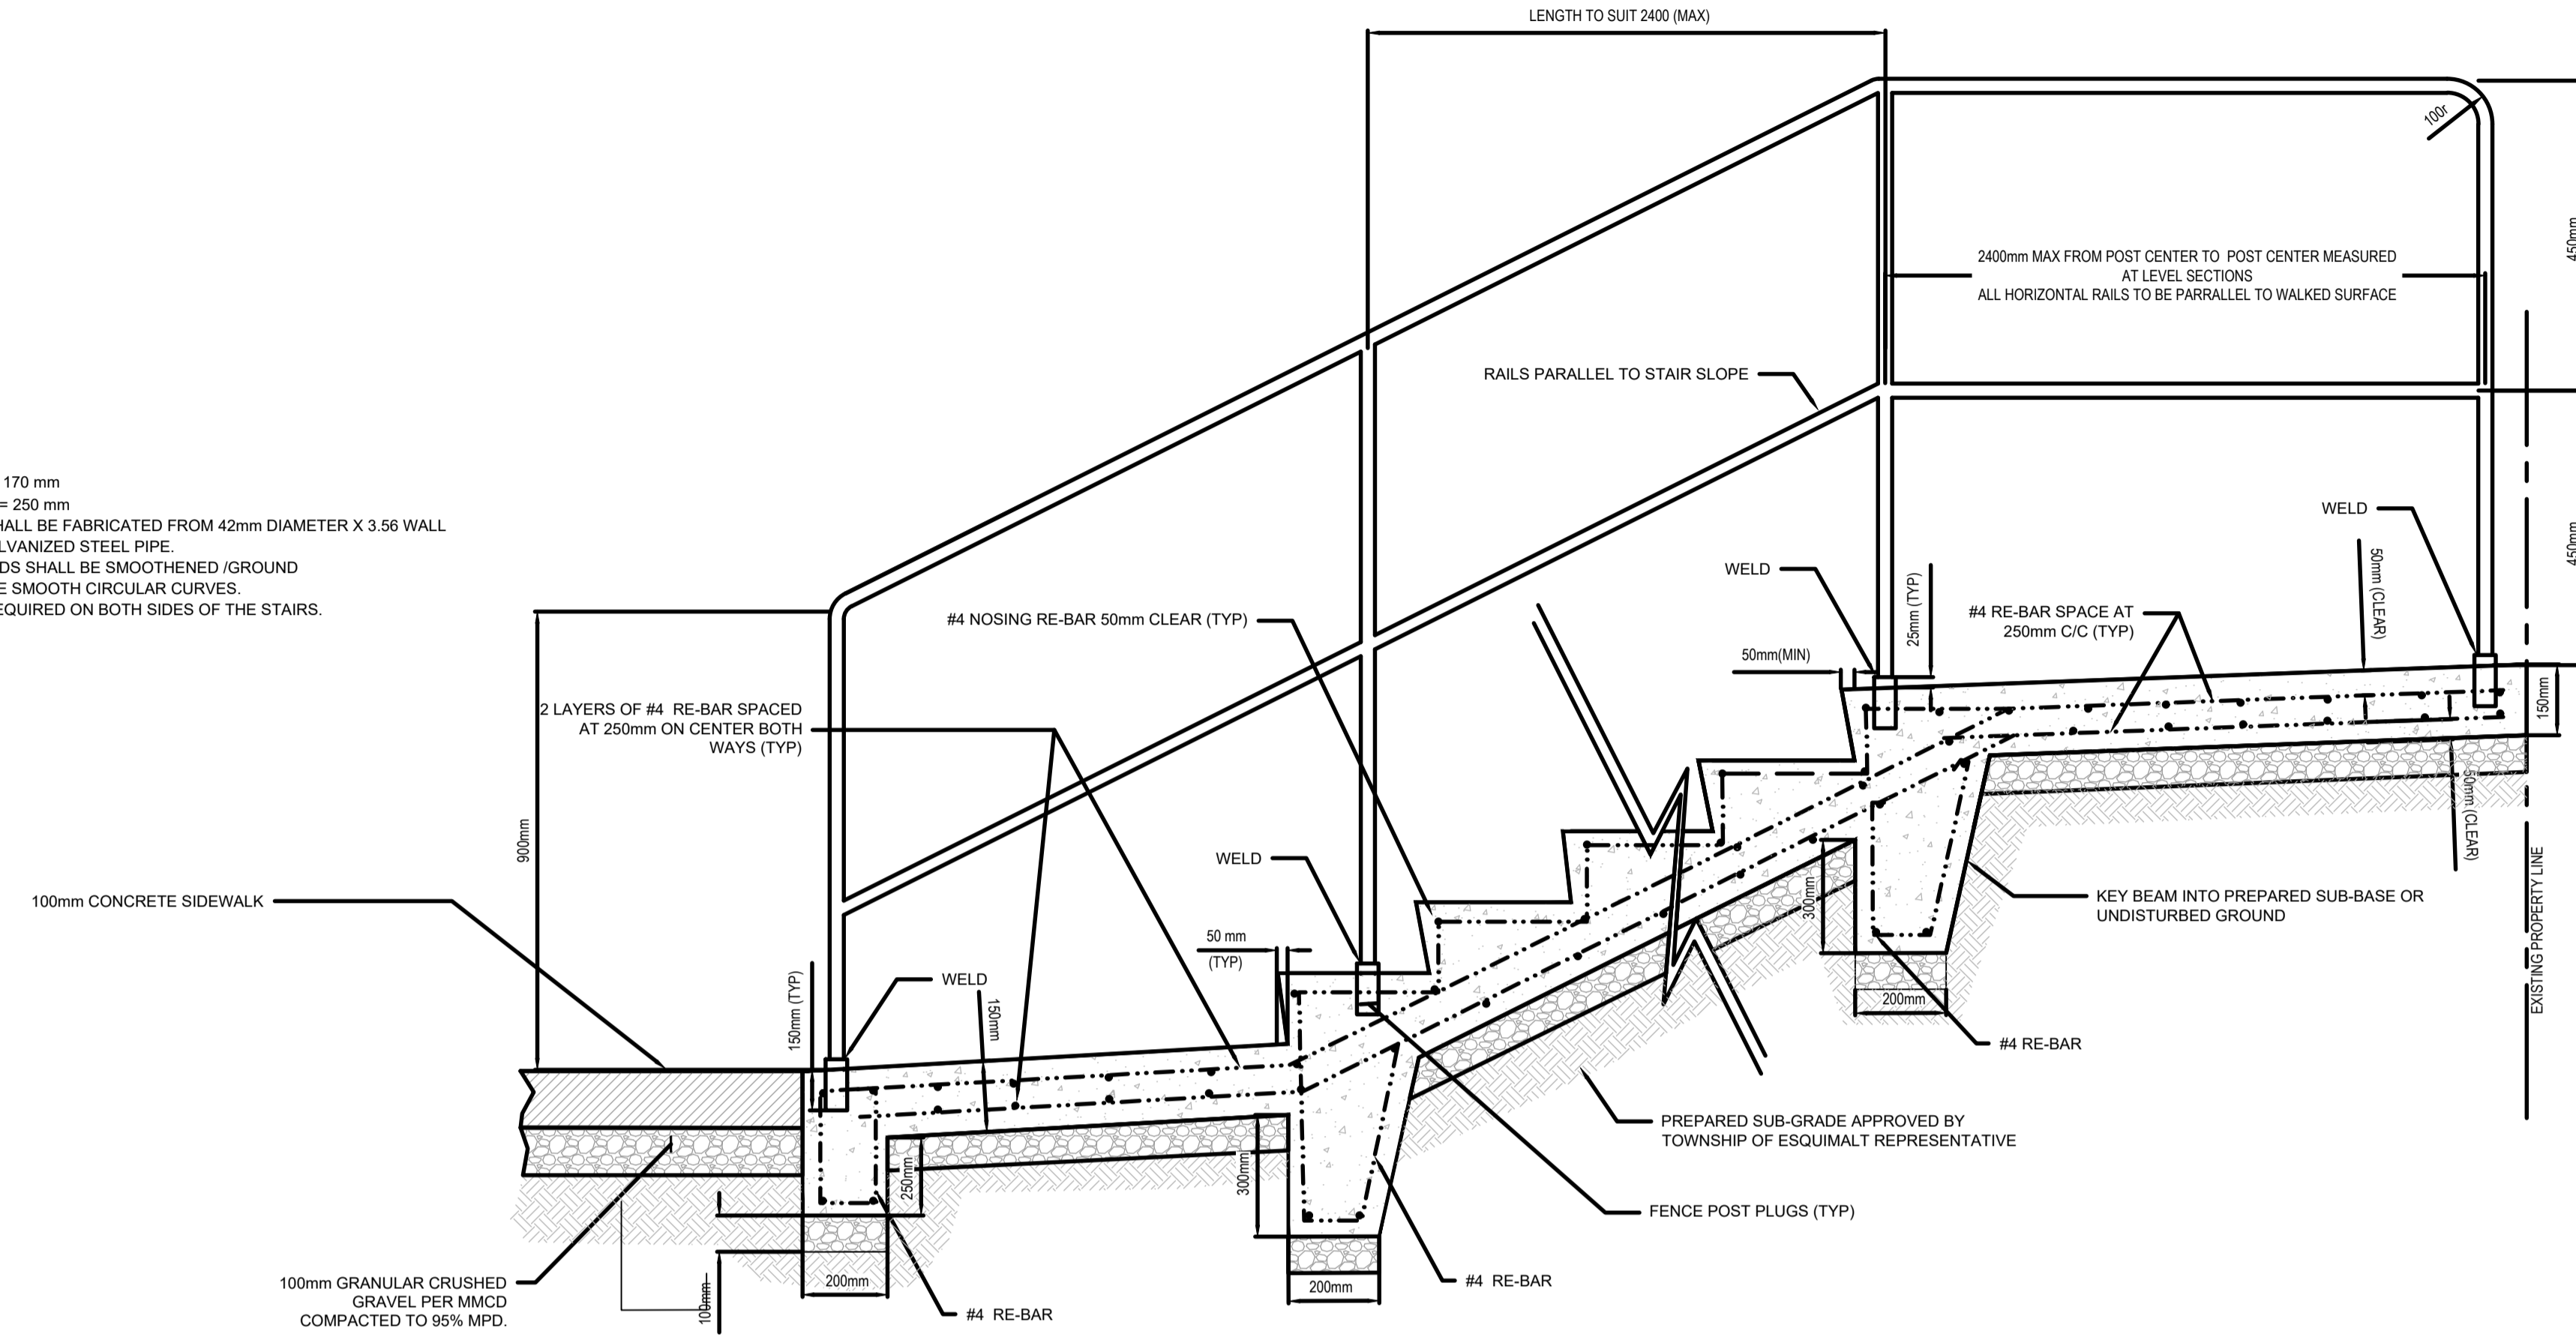 LENGTH TO SUIT 2400 (MAX)
100r
450mm
2400mm MAX FROM POST CENTER TO  POST CENTER MEASURED
AT LEVEL SECTIONS
ALL HORIZONTAL RAILS TO BE PARRALLEL TO WALKED SURFACE
RAILS PARALLEL TO STAIR SLOPE
170 mm
= 250 mm
HALL BE FABRICATED FROM 42mm DIAMETER X 3.56 WALL
LVANIZED STEEL PIPE.
DS SHALL BE SMOOTHENED /GROUND
E SMOOTH CIRCULAR CURVES.
EQUIRED ON BOTH SIDES OF THE STAIRS.
WELD
450mm
WELD
25mm (TYP)
50mm (CLEAR)
#4 RE-BAR SPACE AT
250mm C/C (TYP)
#4 NOSING RE-BAR 50mm CLEAR (TYP)
50mm(MIN)
150mm
2 LAYERS OF #4  RE-BAR SPACED
AT 250mm ON CENTER BOTH
WAYS (TYP)
900mm
50mm (CLEAR)
WELD
300mm
KEY BEAM INTO PREPARED SUB-BASE OR
UNDISTURBED GROUND
EXISTING PROPERTY LINE
100mm CONCRETE SIDEWALK
50 mm
(TYP)
WELD
150mm (TYP)
150mm
200mm
#4 RE-BAR
PREPARED SUB-GRADE APPROVED BY
TOWNSHIP OF ESQUIMALT REPRESENTATIVE
250mm
300mm
FENCE POST PLUGS (TYP)
100mm GRANULAR CRUSHED
GRAVEL PER MMCD
COMPACTED TO 95% MPD.
100mm
200mm
#4  RE-BAR
200mm
#4  RE-BAR